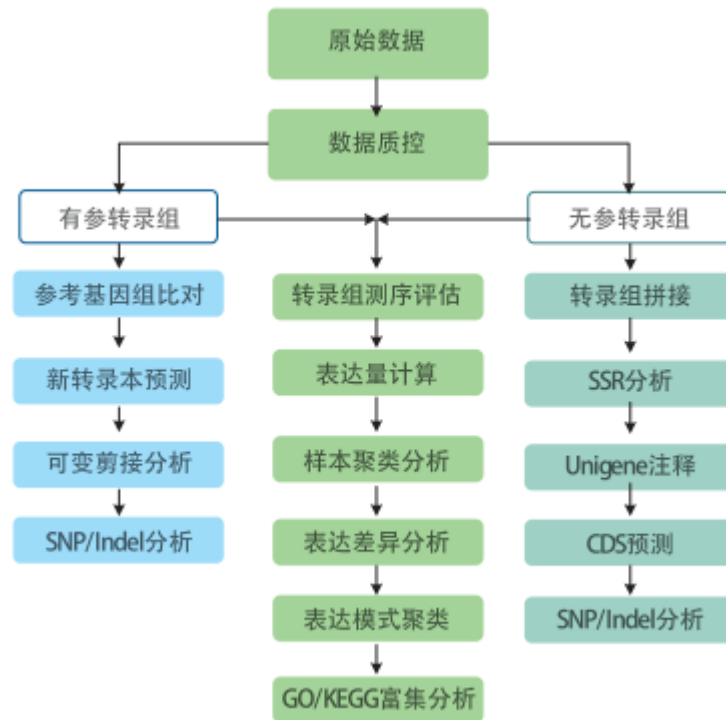 原始数据
数据质控
有参转录组
无参转录组
参考基因组比对
新转录本预测
可变剪接分析
SNP/Indel分析
转录组测序评估
表达量计算
样本聚类分析
表达差异分析
表达模式聚类
GO/KEGG富集分析
转录组拼接
SSR分析
Unigene注释
CDS预测
SNP/Indel分析